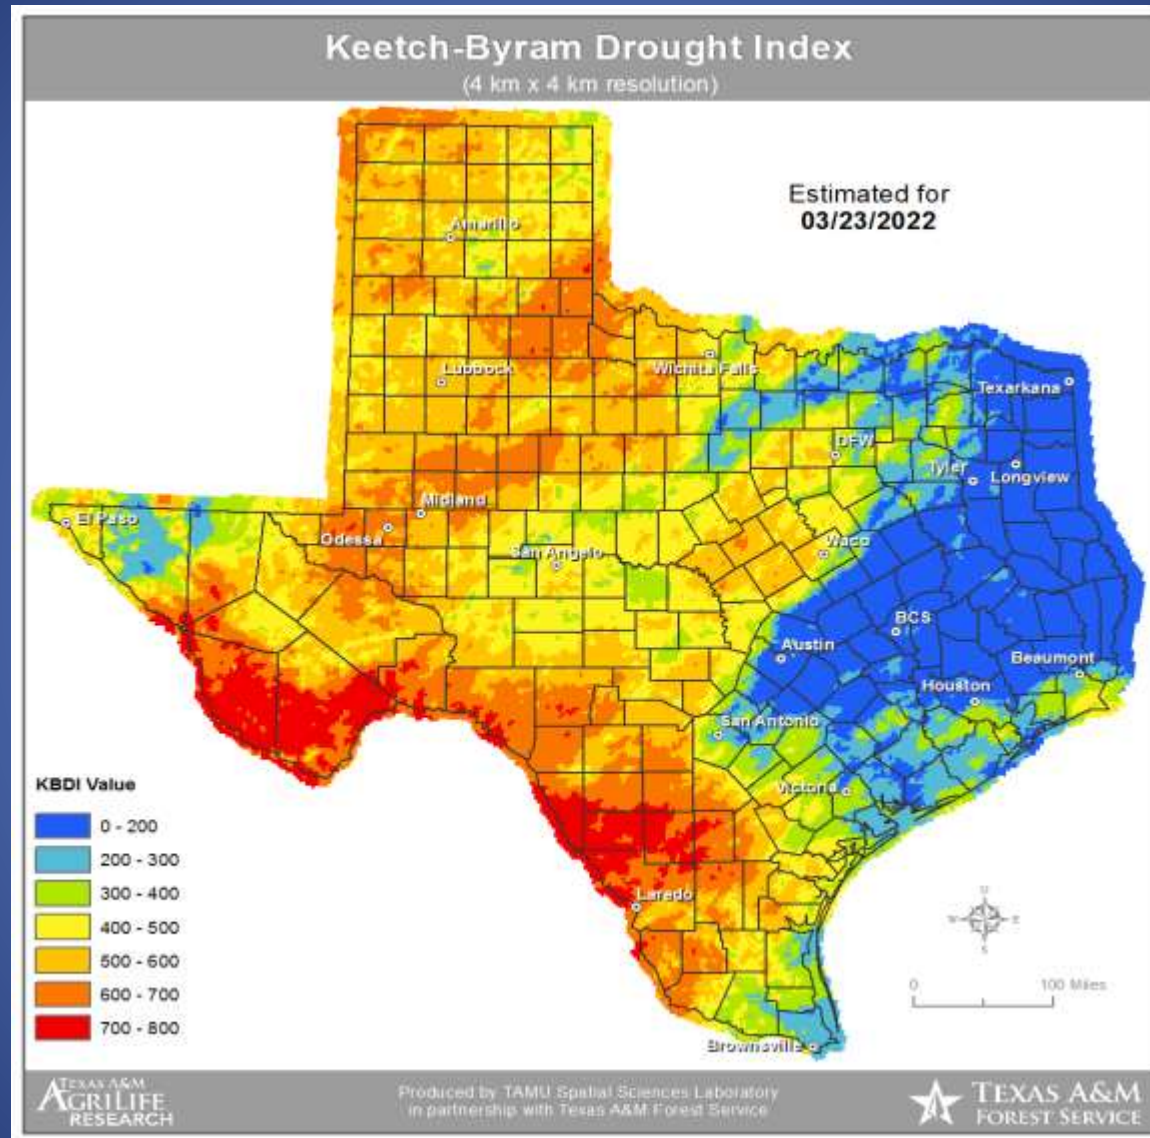 Keetch-Byram Drought Index
(4 km x 4 km resolution)
Estimated for
03/23/2022
Amarillo
Lubbock
Wichita Falls
Texarkana
DFW
Tyler
Longview
Midland
El Paso
Odessa
San Angelo
Waco
BCS
Austin
Beaumont
Houston
San Antonio
Victoria
Laredo
Brownsville
KBDI Value
0 - 200
200 - 300
300 - 400
400 - 500
500 - 600
600 - 700
700 - 800
W
E
S
0
100 Miles
TEXAS A&M
AGRILIFE
RESEARCH
Produced by TAMU Spatial Sciences Laboratory
in partnership with Texas A&M Forest Service
TEXAS A&M
FOREST SERVICE